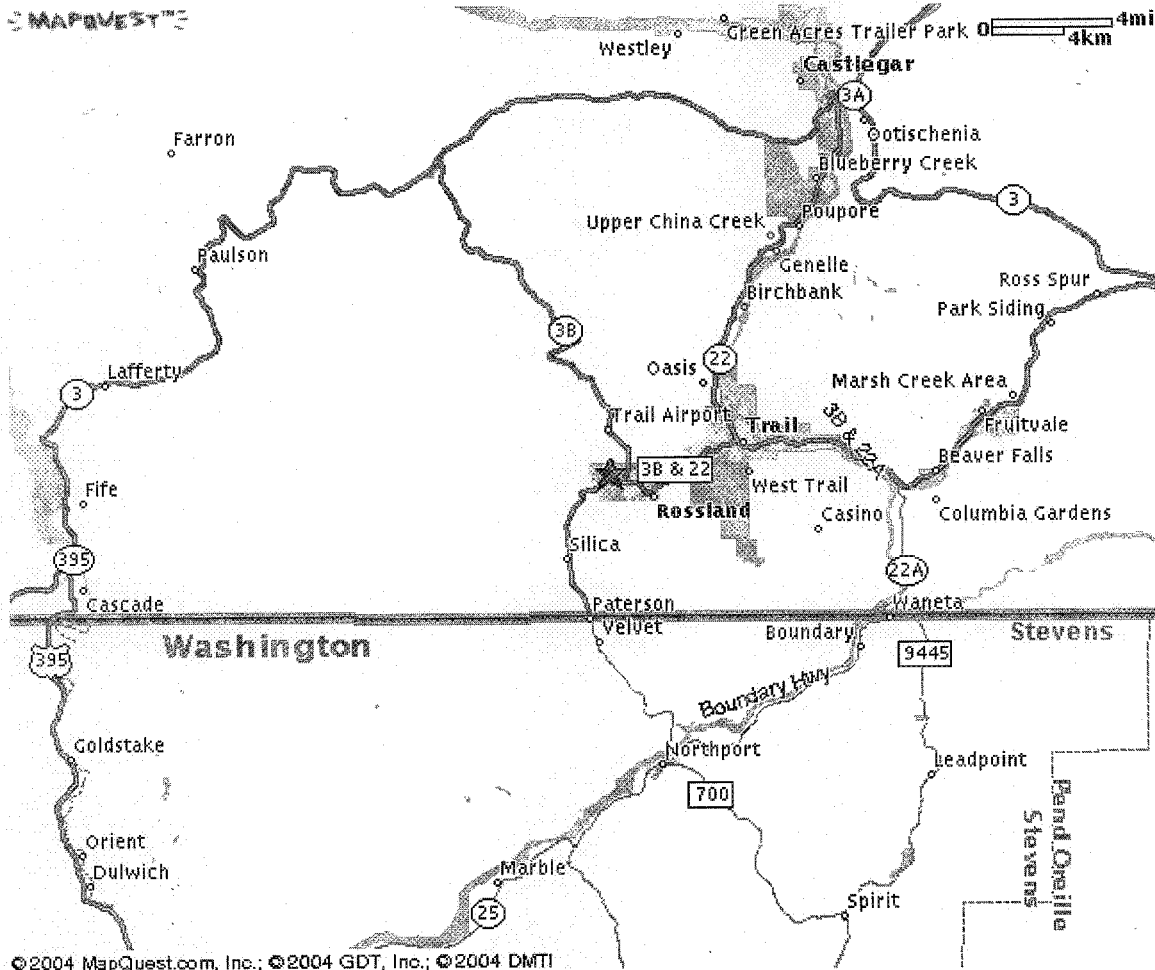 MAPQUEST™
0 4mi
4km
Green Acres Trailer Park
Westley
Castlegar
3A
Farron
Ootischenia
Blueberry Creek
3
Upper China Creek
Poupore
Paulson
Genelle
Ross Spur
Birchbank
Park Siding
3B
22
Oasis
Lafferty
3
Marsh Creek Area
Trail Airport
Trail
3B & 22A
Fruitvale
Beaver Falls
3B & 22
West Trail
Fife
Rossland
Casino
Columbia Gardens
Silica
395
22A
Cascade
Paterson
Waneta
Velvet
Boundary
Stevens
Washington
395
9445
Boundary Hwy
Goldstake
Northport
Leadpoint
700
Pend Oreille
Stevens
Orient
Dulwich
Marble
Spirit
25
©2004 MapQuest.com, Inc.; ©2004 GDT, Inc.; ©2004 DMTI